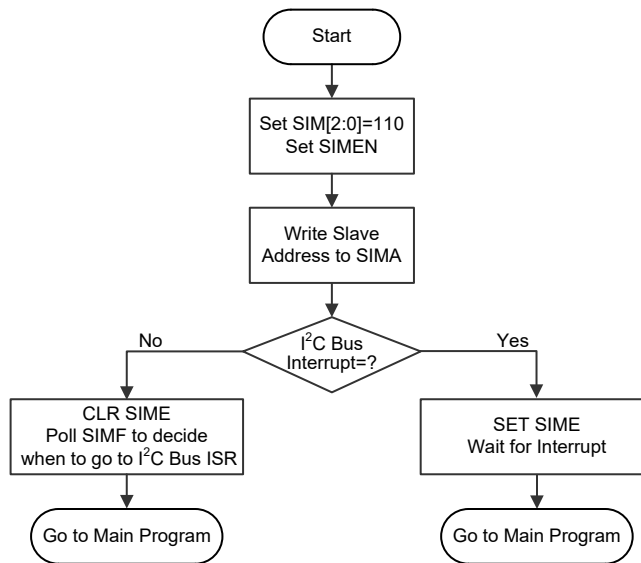 Start
Set SIM[2:0]=110
Set SIMEN
Write Slave
Address to SIMA
I²C Bus
Interrupt=?
No
Yes
CLR SIME
Poll SIMF to decide
when to go to I²C Bus ISR
SET SIME
Wait for Interrupt
Go to Main Program
Go to Main Program